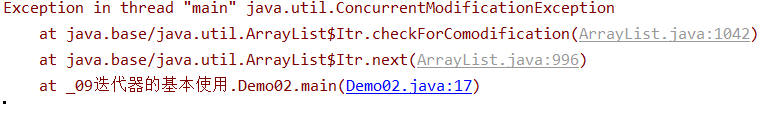 Exception in thread "main" java.util.ConcurrentModificationException
at java.base/java.util.ArrayList$Itr.checkForComodification(ArrayList.java:1042)
at java.base/java.util.ArrayList$Itr.next(ArrayList.java:996)
at _09迭代器的基本使用.Demo02.main(Demo02.java:17)